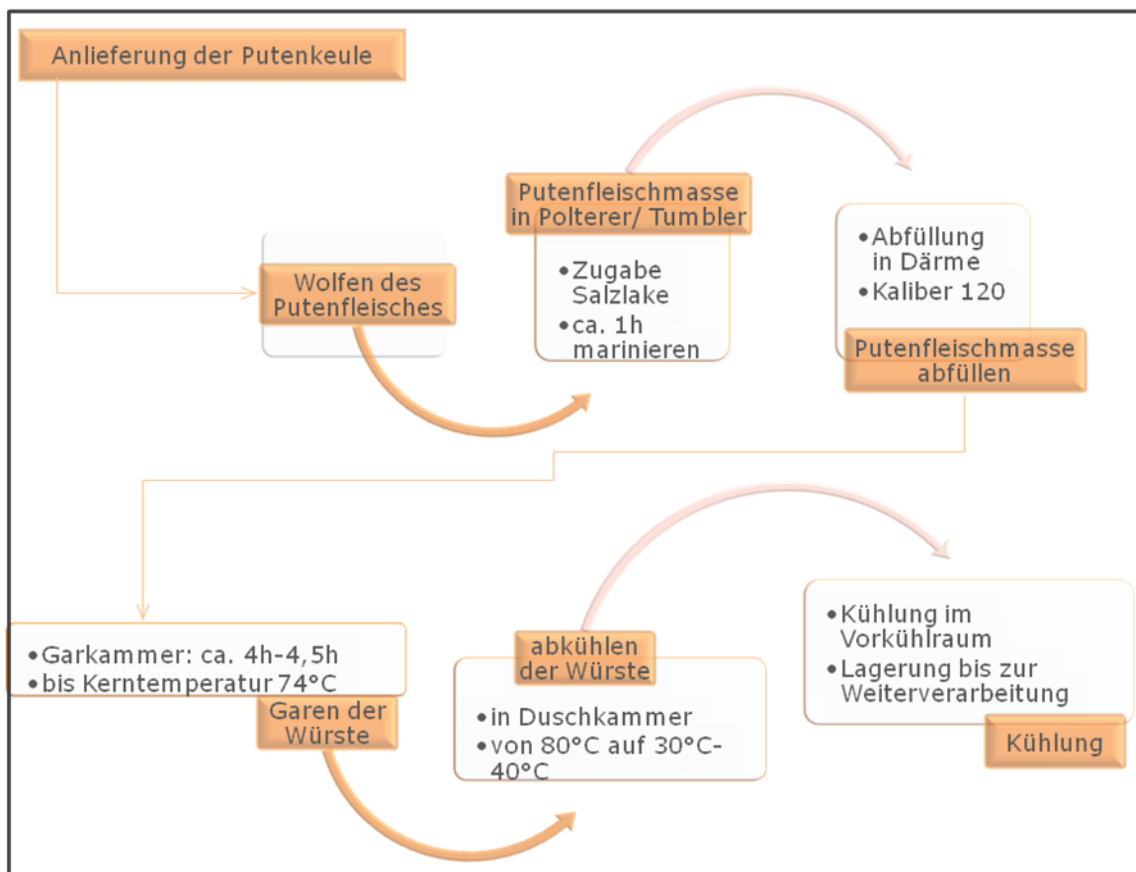 Anlieferung der Putenkeule
Wolfen des
Putenfleisches
Putenfleischmasse
in Polterer/ Tumbler
•Zugabe
Salzlake
•ca. 1h
marinieren
•Abfüllung
in Därme
•Kaliber 120
Putenfleischmasse
abfüllen
•Garkammer: ca. 4h-4,5h
•bis Kerntemperatur 74°C
Garen der
Würste
abkühlen
der Würste
•in Duschkammer
•von 80°C auf 30°C-
40°C
•Kühlung im
Vorkühlraum
•Lagerung bis zur
Weiterverarbeitung
Kühlung